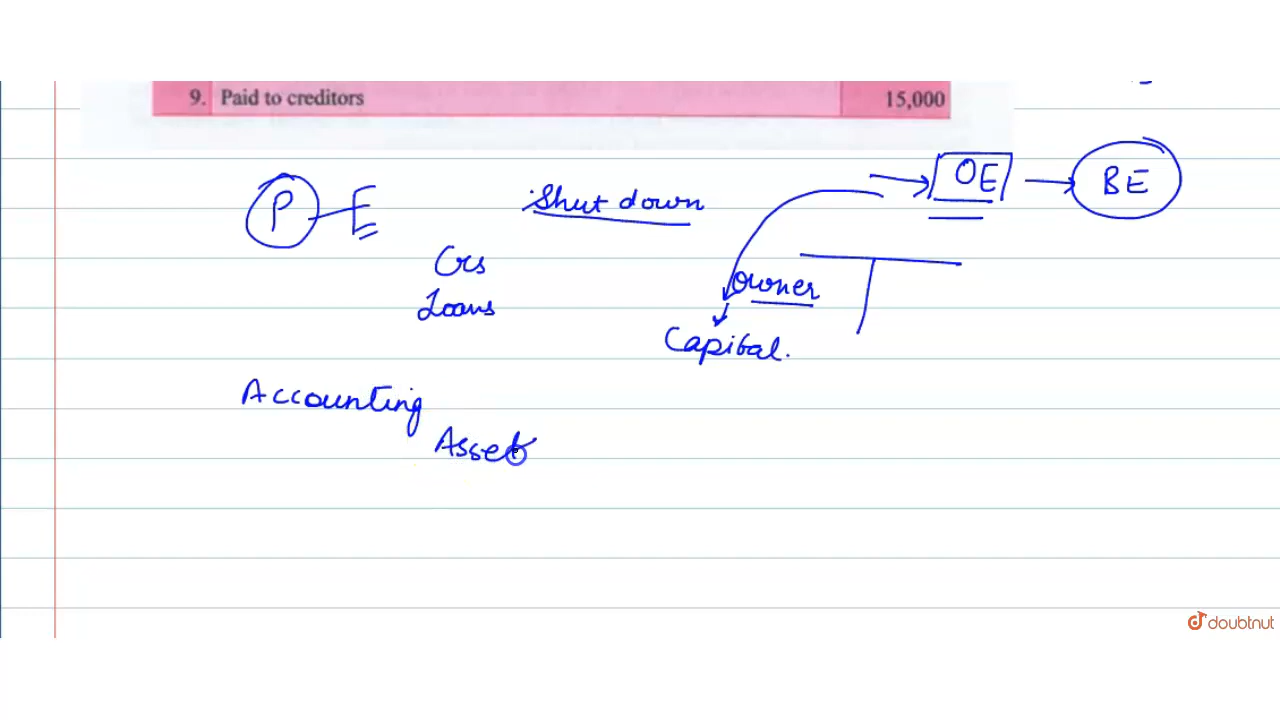 9. Paid to creditors 15,000
P E
Shut down
OE
BE
Crs
Loans
Owner
Capital.
Accounting
Asset
doubtnut